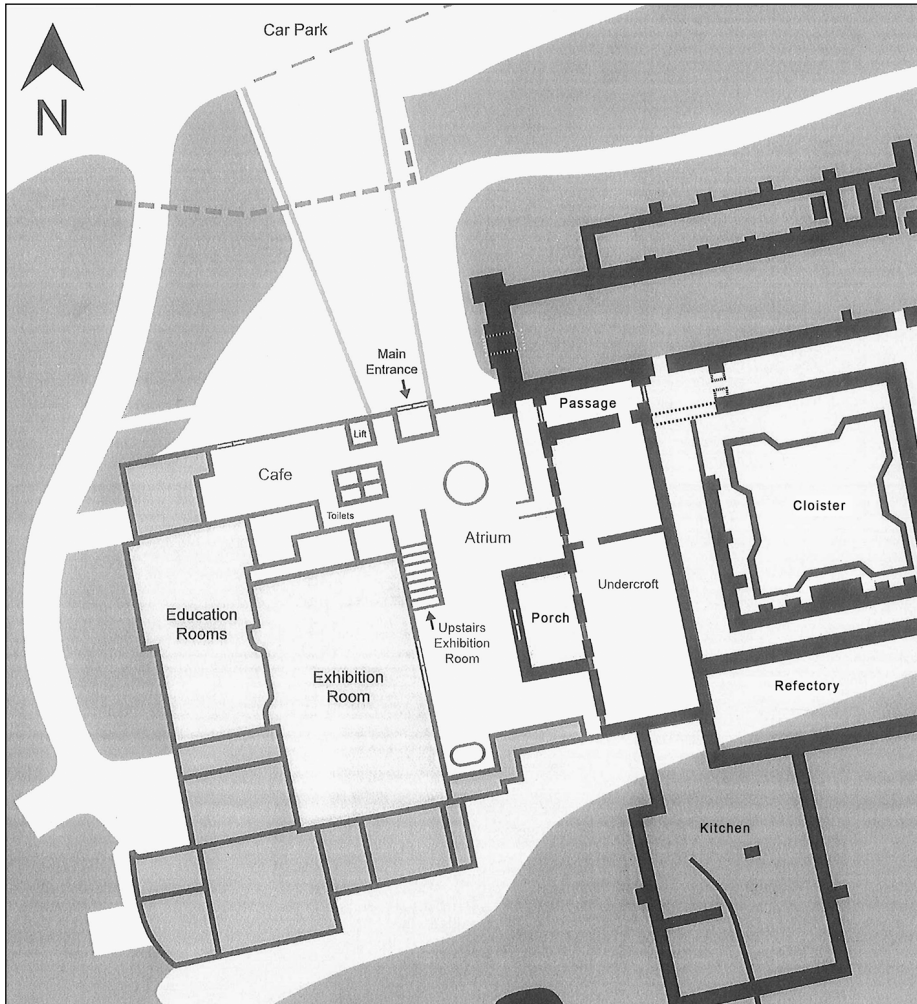 Car Park
N
Main
Entrance
Passage
Lift
Cafe
Cloister
Toilets
Atrium
Undercroft
Education
Rooms
Porch
Upstairs
Exhibition
Room
Exhibition
Room
Refectory
Kitchen